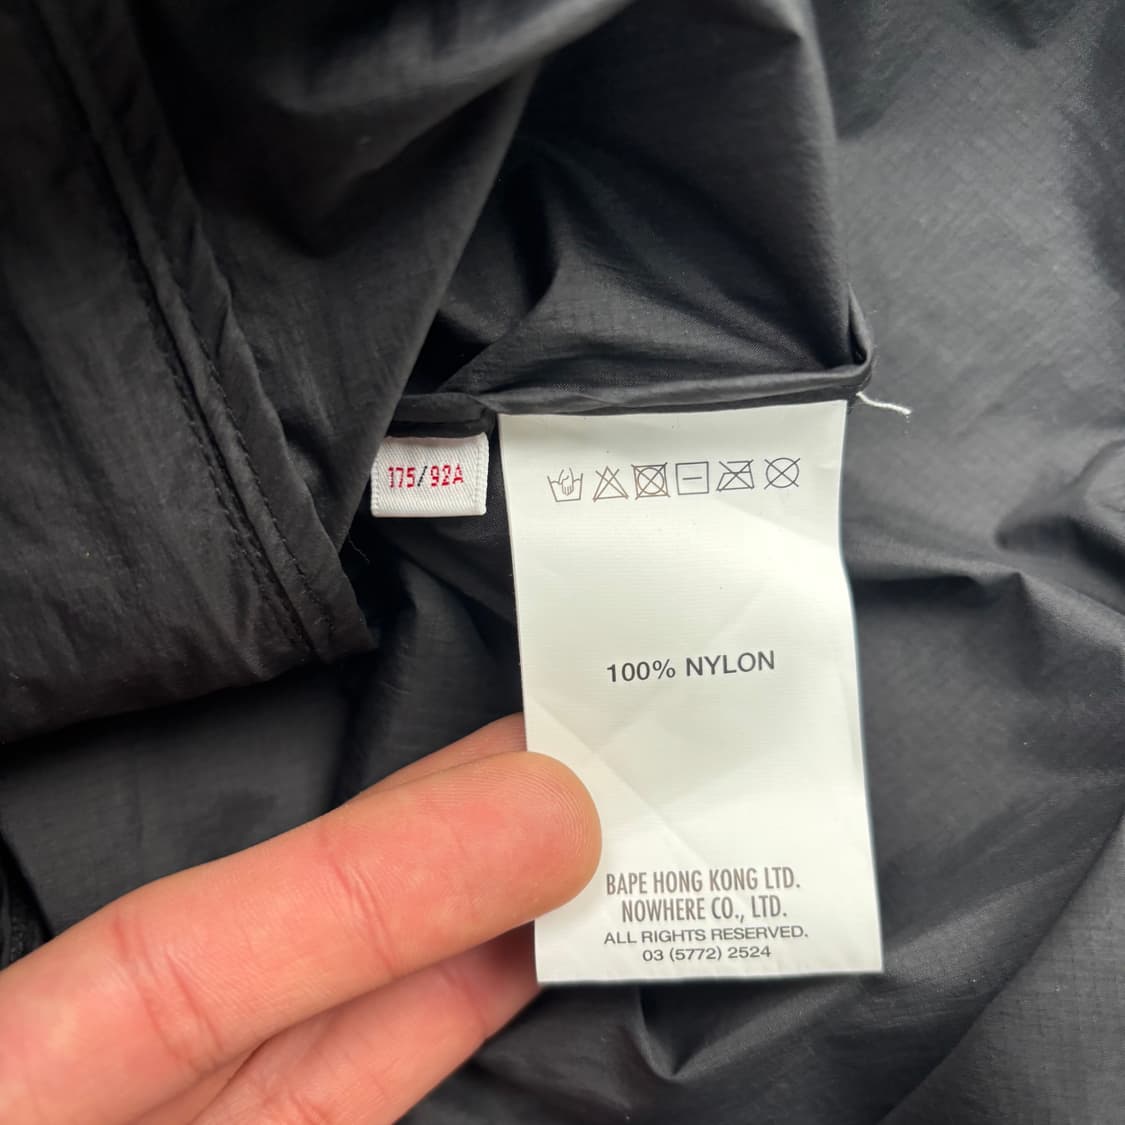 175/92A
100% NYLON
BAPE HONG KONG LTD.
NOWHERE CO., LTD.
ALL RIGHTS RESERVED.
03 (5772) 2524